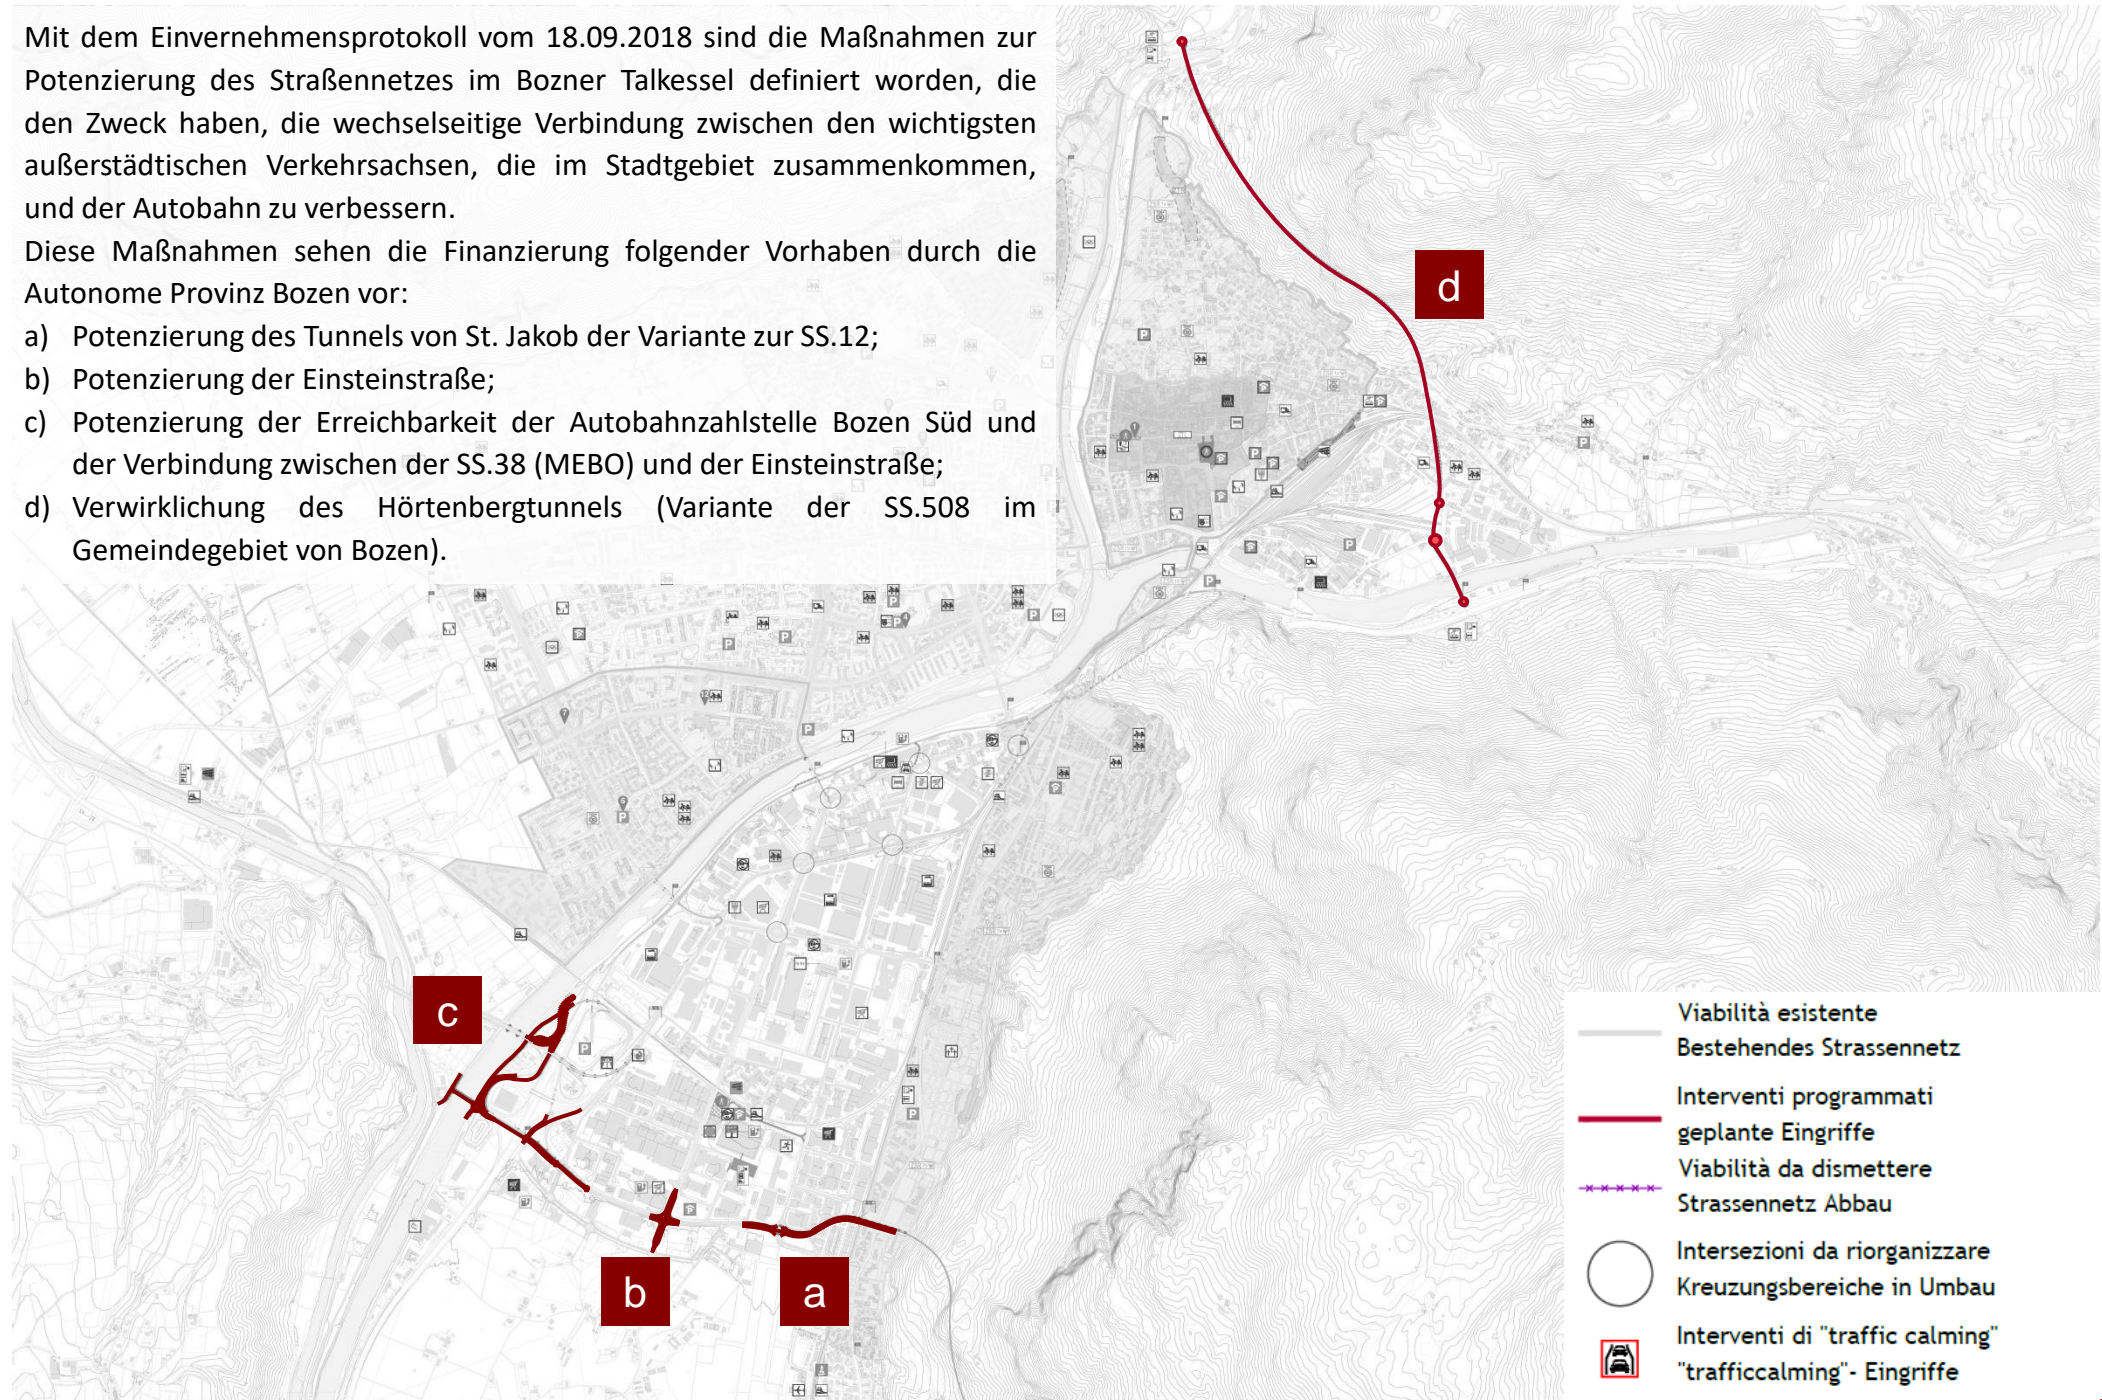 Mit dem Einvernehmensprotokoll vom 18.09.2018 sind die Maßnahmen zur
Potenzierung des Straßennetzes im Bozner Talkessel definiert worden, die
den Zweck haben, die wechselseitige Verbindung zwischen den wichtigsten
außerstädtischen Verkehrsachsen, die im Stadtgebiet zusammenkommen,
und der Autobahn zu verbessern.
Diese Maßnahmen sehen die Finanzierung folgender Vorhaben durch die
Autonome Provinz Bozen vor:
a) Potenzierung des Tunnels von St. Jakob der Variante zur SS.12;
b) Potenzierung der Einsteinstraße;
c) Potenzierung der Erreichbarkeit der Autobahnzahlstelle Bozen Süd und
der Verbindung zwischen der SS.38 (MEBO) und der Einsteinstraße;
d) Verwirklichung des Hörtenbergtunnels (Variante der SS.508 im
Gemeindegebiet von Bozen).
d
c
b
a
Viabilità esistente
Bestehendes Strassennetz
Interventi programmati
geplante Eingriffe
Viabilità da dismettere
Strassennetz Abbau
Intersezioni da riorganizzare
Kreuzungsbereiche in Umbau
Interventi di "traffic calming"
"trafficcalming"- Eingriffe